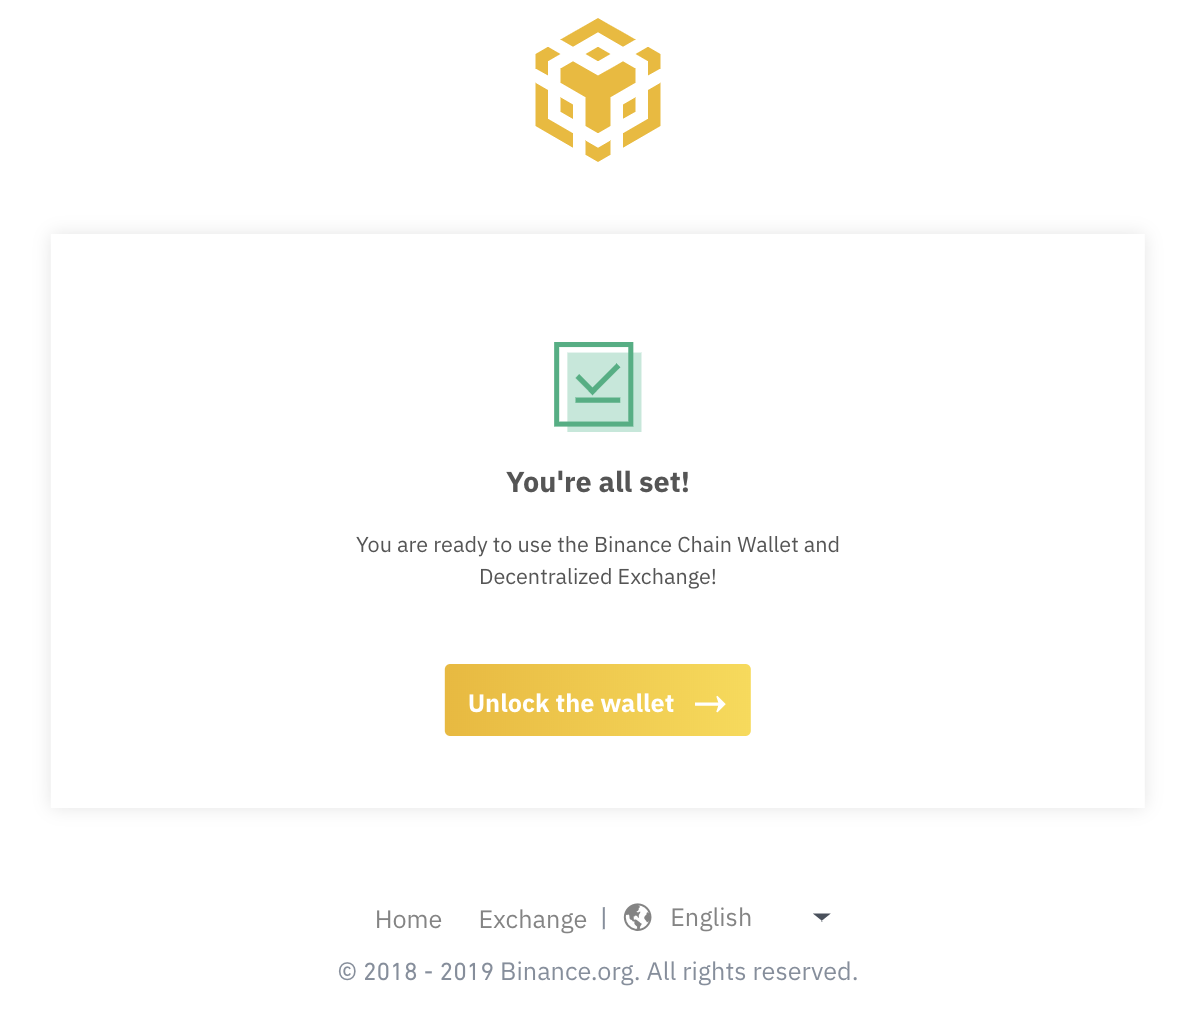 You're all set!
You are ready to use the Binance Chain Wallet and
Decentralized Exchange!
Unlock the wallet →
Home Exchange | English
© 2018 - 2019 Binance.org. All rights reserved.